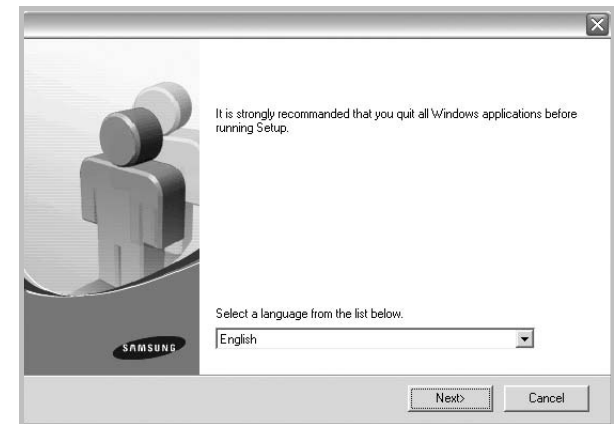 It is strongly recommanded that you quit all Windows applications before
running Setup.
Select a language from the list below.
English
SAMSUNG
Next>
Cancel